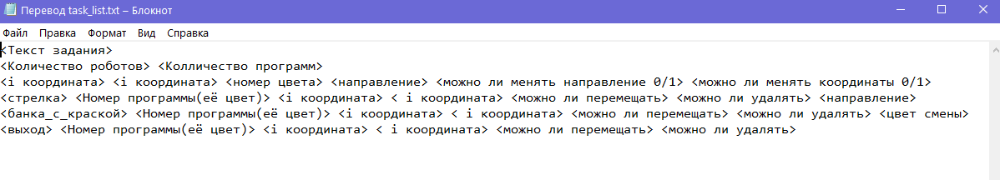 Перевод task_list.txt – Блокнот
Файл Правка Формат Вид Справка
<Текст задания>
<Количество роботов> <Колличество программ>
<i координата> <i координата> <номер цвета> <направление> <можно ли менять направление 0/1> <можно ли менять координаты 0/1>
<стрелка> <Номер программы(её цвет)> <i координата> < i координата> <можно ли перемещать> <можно ли удалять> <направление>
<банка_с_краской> <Номер программы(её цвет)> <i координата> < i координата> <можно ли перемещать> <можно ли удалять> <цвет смены>
<выход> <Номер программы(её цвет)> <i координата> < i координата> <можно ли перемещать> <можно ли удалять>